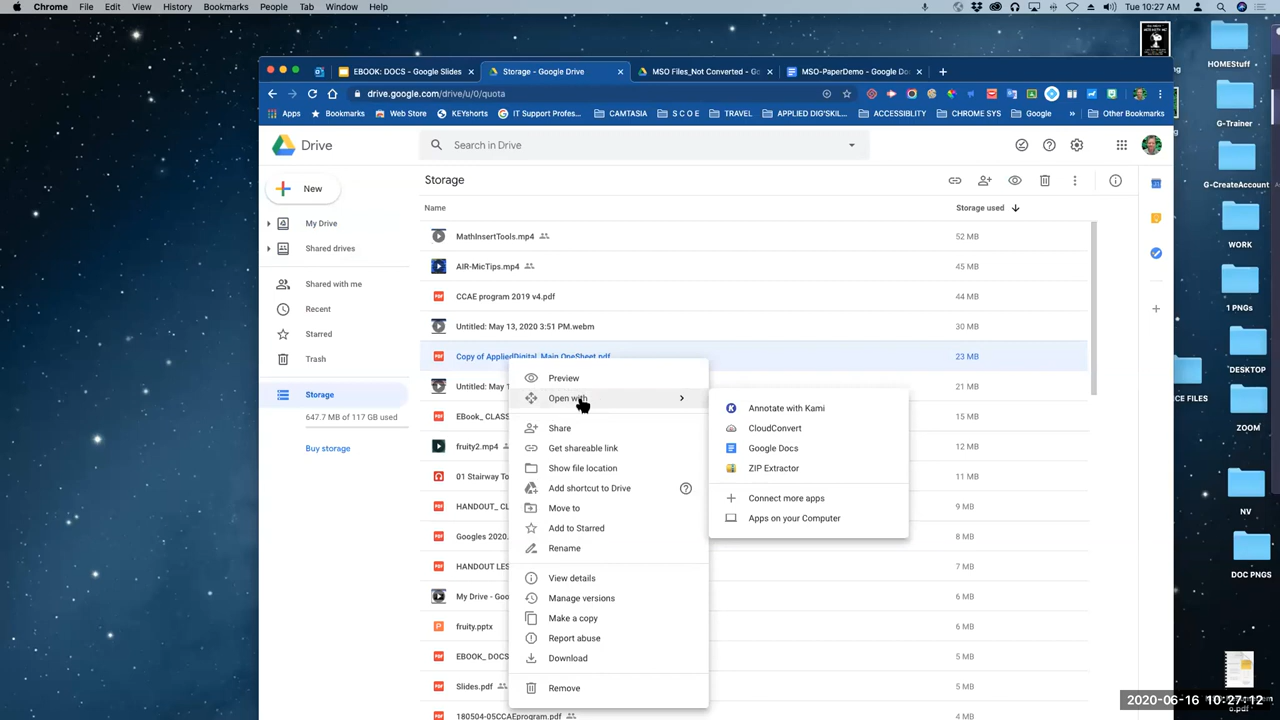 Chrome File Edit View History Bookmarks People Tab Window Help
Tue 10:27 AM
EBOOK: DOCS - Google Slides
Storage - Google Drive
MSO Files_Not Converted - Go
MSO-PaperDemo - Google Do
drive.google.com/drive/u/0/quota
Apps Bookmarks Web Store KEYshorts IT Support Profes... CAMTASIA S C O E TRAVEL APPLIED DIG'SKIL... ACCESSIBLITY CHROME SYS Google » Other Bookmarks
Drive
Search in Drive
New
My Drive
Shared drives
Shared with me
Recent
Starred
Trash
Storage
647.7 MB of 117 GB used
Buy storage
Storage
Name Storage used
MathInsertTools.mp4 52 MB
AIR-MicTips.mp4 45 MB
CCAE program 2019 v4.pdf 44 MB
Untitled: May 13, 2020 3:51 PM.webm 30 MB
Copy of AppliedDigital_Main OneSheet.pdf 23 MB
Untitled: May 1 21 MB
EBook_ CLASS 15 MB
fruity2.mp4 12 MB
01 Stairway To 11 MB
HANDOUT_ CL 9 MB
Googles 2020. 8 MB
HANDOUT LES 7 MB
My Drive - Goo 6 MB
fruity.pptx 6 MB
EBOOK_ DOCS 6 MB
Slides.pdf 6 MB
180504-05CCAEprogram.pdf 6 MB
Preview
Open with
Share
Get shareable link
Show file location
Add shortcut to Drive
Move to
Add to Starred
Rename
View details
Manage versions
Make a copy
Report abuse
Download
Remove
Annotate with Kami
CloudConvert
Google Docs
ZIP Extractor
Connect more apps
Apps on your Computer
HOMEStuff
G-Trainer
G-CreateAccount
WORK
1 PNGs
DESKTOP
ZOOM
NV
DOC PNGS
CE FILES
2020-06-16 10:27:12